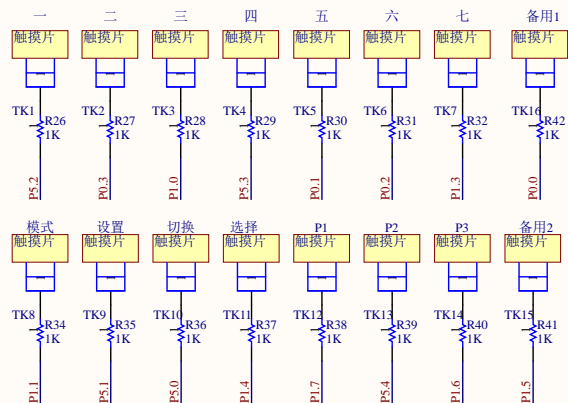 一 二 三 四 五 六 七 备用1
触摸片 触摸片 触摸片 触摸片 触摸片 触摸片 触摸片 触摸片
TK1 TK2 TK3 TK4 TK5 TK6 TK7 TK16
R26 R27 R28 R29 R30 R31 R32 R42
1K 1K 1K 1K 1K 1K 1K 1K
P5.2 P0.3 P1.0 P5.3 P0.1 P0.2 P1.3 P0.0
模式 设置 切换 选择 P1 P2 P3 备用2
触摸片 触摸片 触摸片 触摸片 触摸片 触摸片 触摸片 触摸片
TK8 TK9 TK10 TK11 TK12 TK13 TK14 TK15
R34 R35 R36 R37 R38 R39 R40 R41
1K 1K 1K 1K 1K 1K 1K 1K
P1.1 P5.1 P5.0 P1.4 P1.7 P5.4 P1.6 P1.5